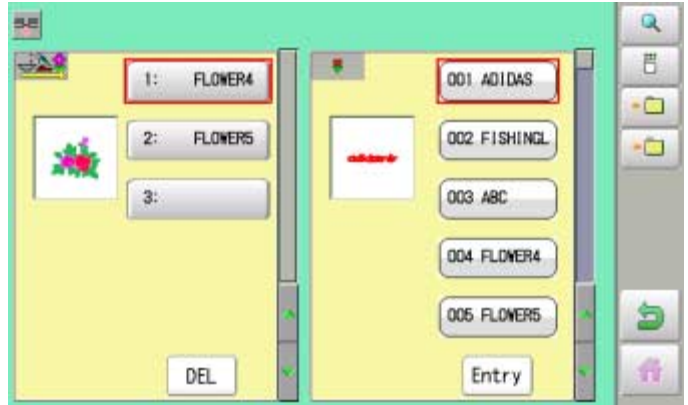 1: FLOWER4
2: FLOWER5
3:
DEL
001 ADIDAS
002 FISHINGL
003 ABC
004 FLOWER4
005 FLOWER5
Entry